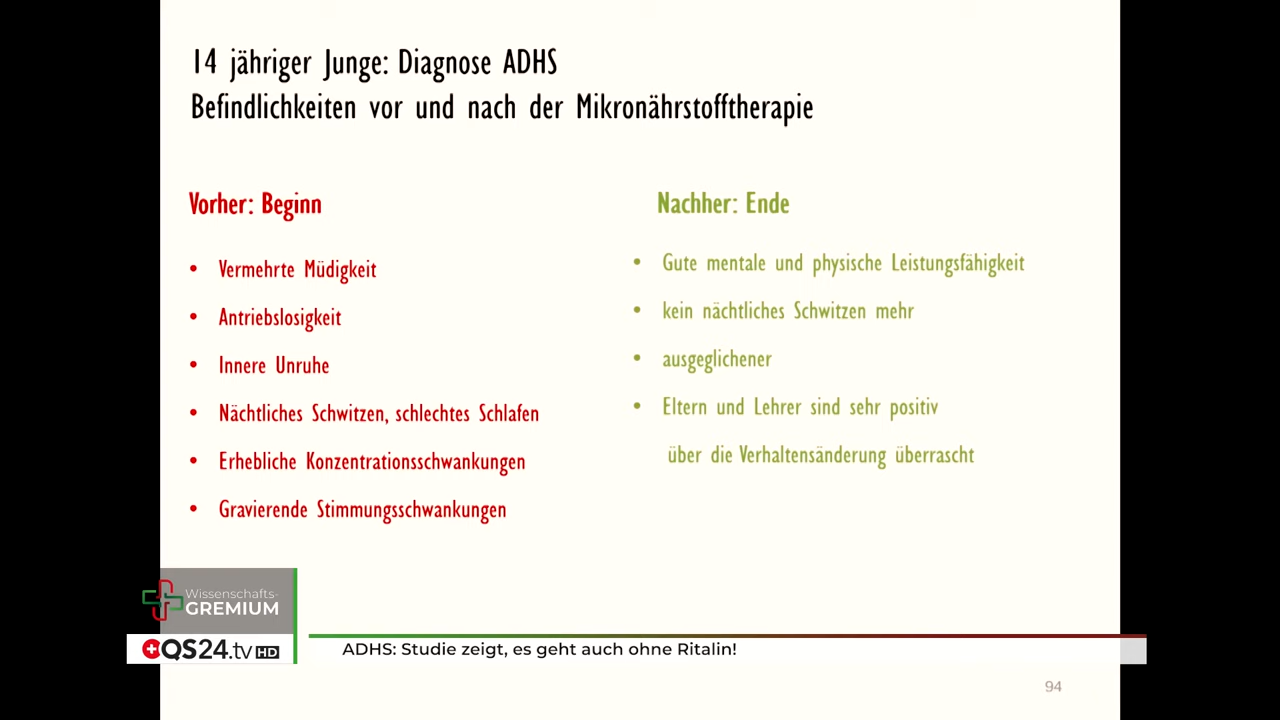 14 jähriger Junge: Diagnose ADHS
Befindlichkeiten vor und nach der Mikronährstofftherapie
Vorher: Beginn
• Vermehrte Müdigkeit
• Antriebslosigkeit
• Innere Unruhe
• Nächtliches Schwitzen, schlechtes Schlafen
• Erhebliche Konzentrationsschwankungen
• Gravierende Stimmungsschwankungen
Nachher: Ende
• Gute mentale und physische Leistungsfähigkeit
• kein nächtliches Schwitzen mehr
• ausgeglichener
• Eltern und Lehrer sind sehr positiv
über die Verhaltensänderung überrascht
Wissenschafts-
GREMIUM
QS24.tv HD
ADHS: Studie zeigt, es geht auch ohne Ritalin!
94